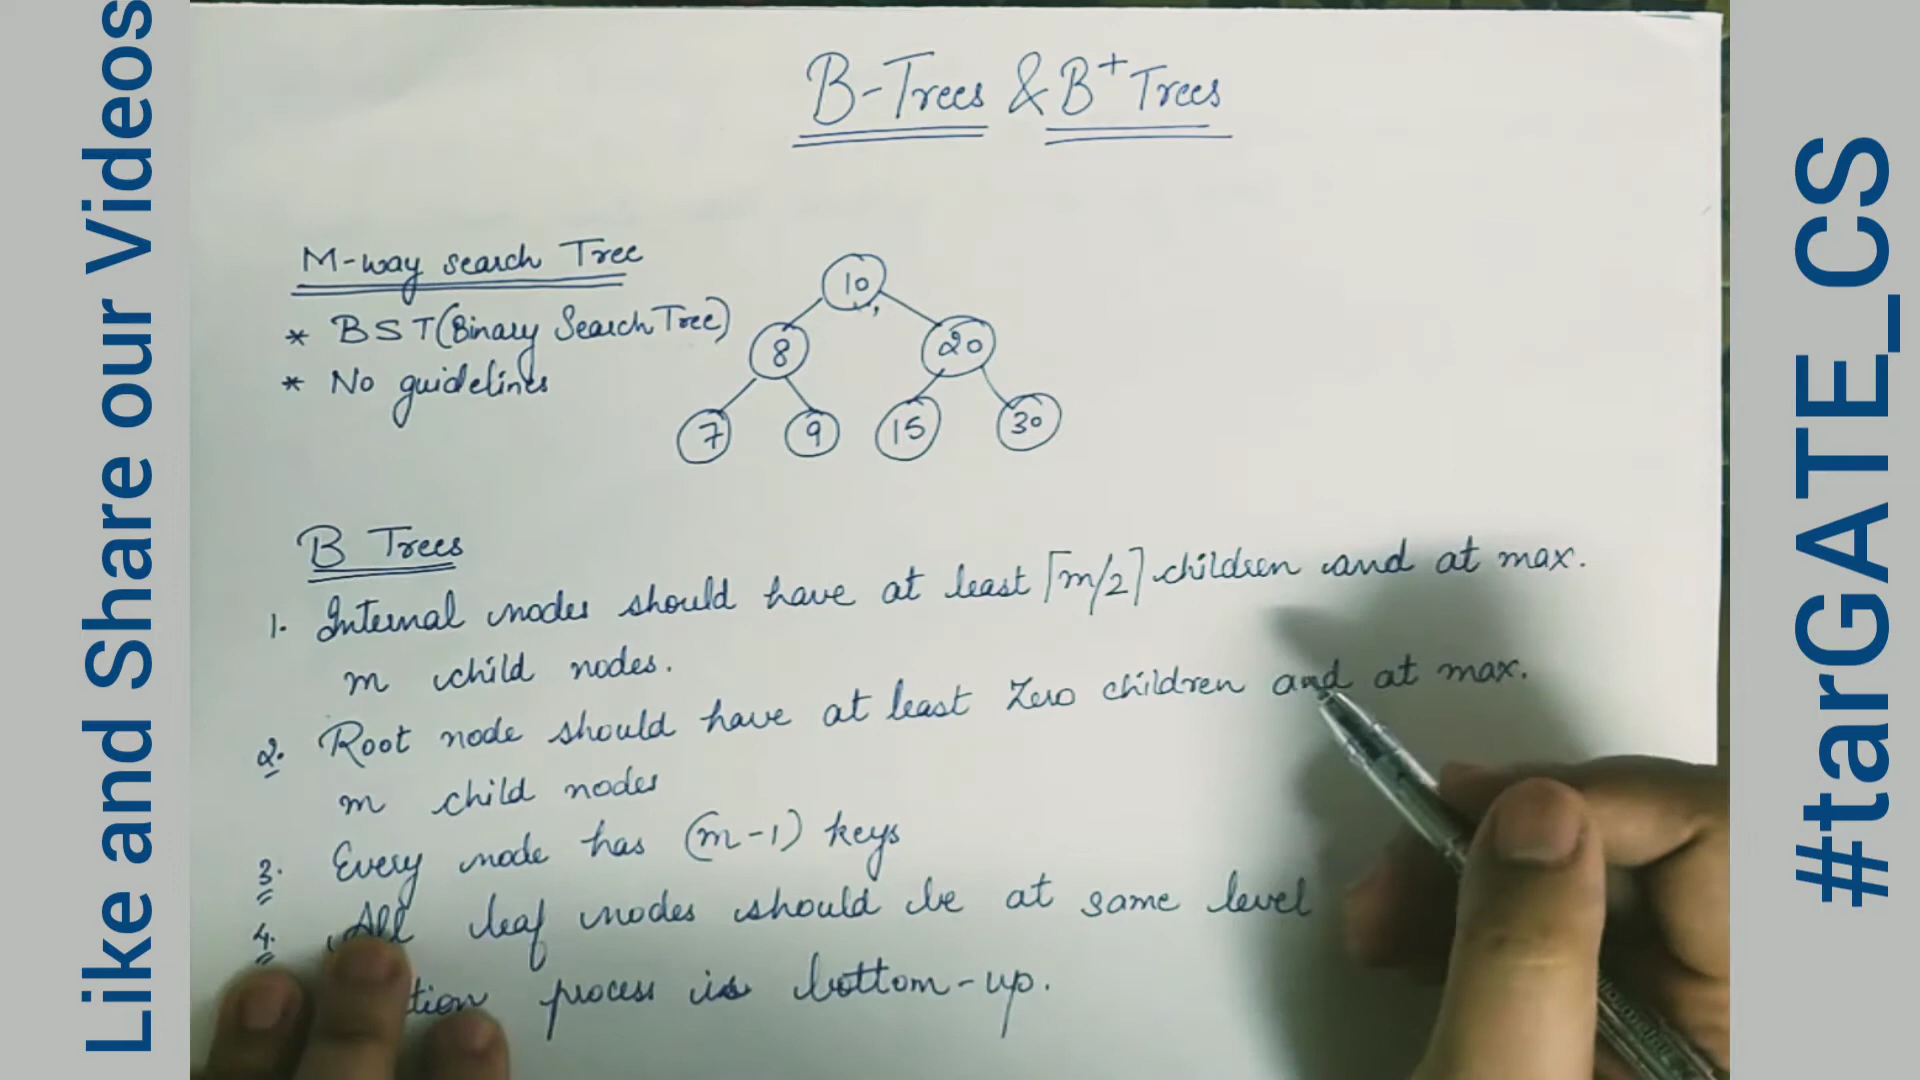 Like and Share our Videos
B-Trees & B+ Trees
M-way search Tree
* BST(Binary Search Tree)
* No guidelines
10
8
20
7
9
15
30
B Trees
1. Internal nodes should have at least ⌈m/2⌉ children and at max.
m child nodes.
2. Root node should have at least Zero children and at max.
m child nodes
3. Every node has (m-1) keys
4. All leaf nodes should be at same level
tion process is bottom-up.
#tarGATE_CS